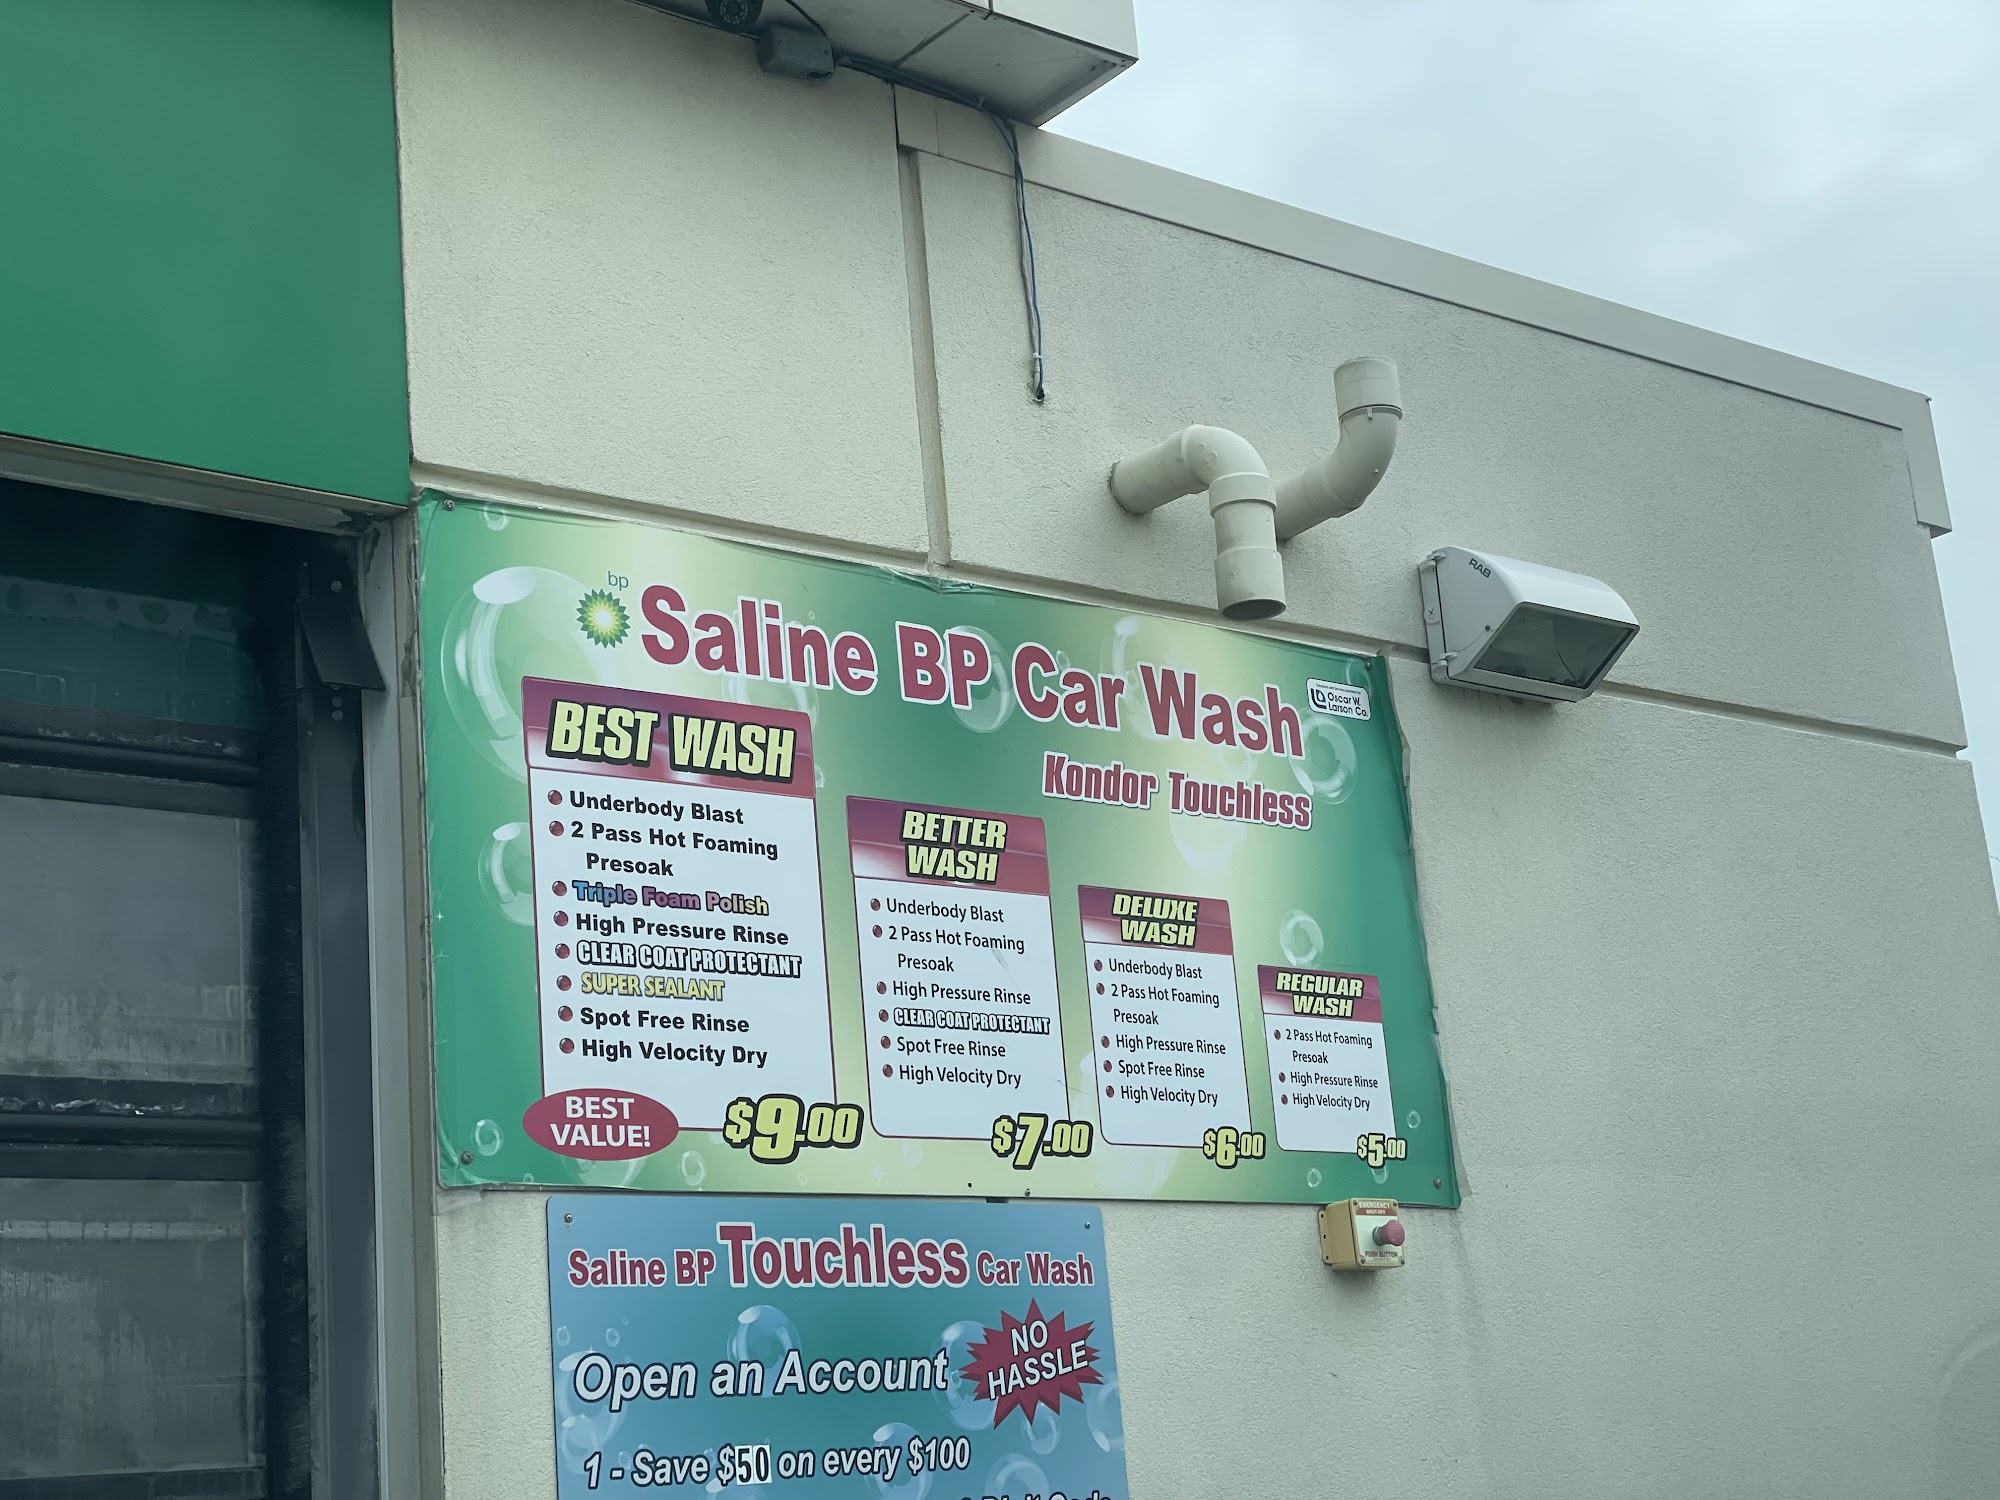 bp
Saline BP Car Wash
Oscar W.
Larson Co.
Kondor Touchless
BEST WASH
Underbody Blast
2 Pass Hot Foaming
Presoak
Triple Foam Polish
High Pressure Rinse
CLEAR COAT PROTECTANT
SUPER SEALANT
Spot Free Rinse
High Velocity Dry
BEST
VALUE!
$9.00
BETTER
WASH
Underbody Blast
2 Pass Hot Foaming
Presoak
High Pressure Rinse
CLEAR COAT PROTECTANT
Spot Free Rinse
High Velocity Dry
$7.00
DELUXE
WASH
Underbody Blast
2 Pass Hot Foaming
Presoak
High Pressure Rinse
Spot Free Rinse
High Velocity Dry
$6.00
REGULAR
WASH
2 Pass Hot Foaming
Presoak
High Pressure Rinse
High Velocity Dry
$5.00
RAB
EMERGENCY
SHUT-OFF
PUSH BUTTON
Saline BP Touchless Car Wash
Open an Account
NO
HASSLE
1 - Save $50 on every $100